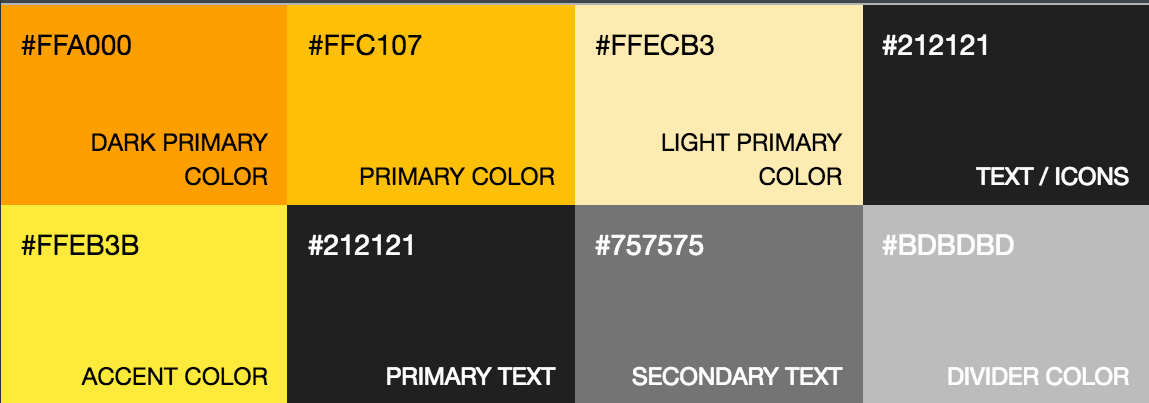 #FFA000
DARK PRIMARY
COLOR
#FFC107
PRIMARY COLOR
#FFECB3
LIGHT PRIMARY
COLOR
#212121
TEXT / ICONS
#FFEB3B
ACCENT COLOR
#212121
PRIMARY TEXT
#757575
SECONDARY TEXT
#BDBDBD
DIVIDER COLOR